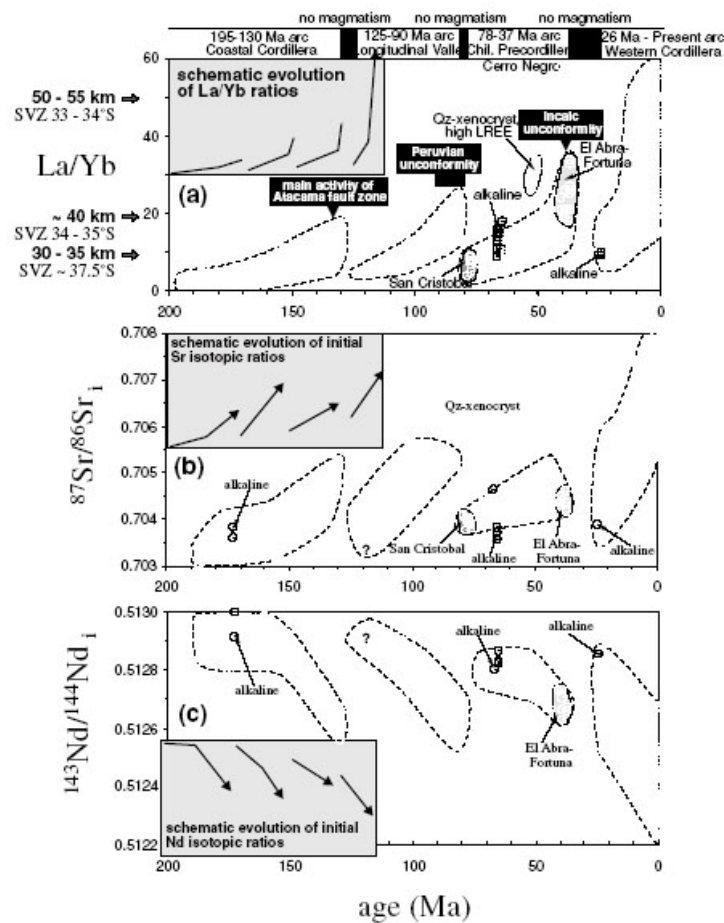 no magmatism no magmatism no magmatism
195-130 Ma arc 125-90 Ma arc 78-37 Ma arc 26 Ma - Present arc
Coastal Cordillera Longitudinal Valle Chil. Precordiller Western Cordillera
Cerro Negro
60
schematic evolution
of La/Yb ratios
50 - 55 km
SVZ 33 - 34°S
Qz-xenocryst,
high LREE
Incaic
unconformity
El Abra-
Fortuna
40
La/Yb
Peruvian
unconformity
(a)
main activity of
Atacama fault zone
alkaline
~ 40 km
20
SVZ 34 - 35°S
30 - 35 km
SVZ ~ 37.5°S
San Cristobal
alkaline
0
200 150 100 50 0
0.708
schematic evolution of initial
Sr isotopic ratios
0.707
Qz-xenocryst
0.706
87Sr/86Sri
(b)
0.705
alkaline
0.704
?
San Cristobal
alkaline
El Abra-
Fortuna
alkaline
0.703
200 150 100 50 0
0.5130
?
alkaline
alkaline
alkaline
0.5128
143Nd/144Ndi
(c)
0.5126
El Abra-
Fortuna
0.5124
schematic evolution of initial
Nd isotopic ratios
0.5122
200 150 100 50 0
age (Ma)